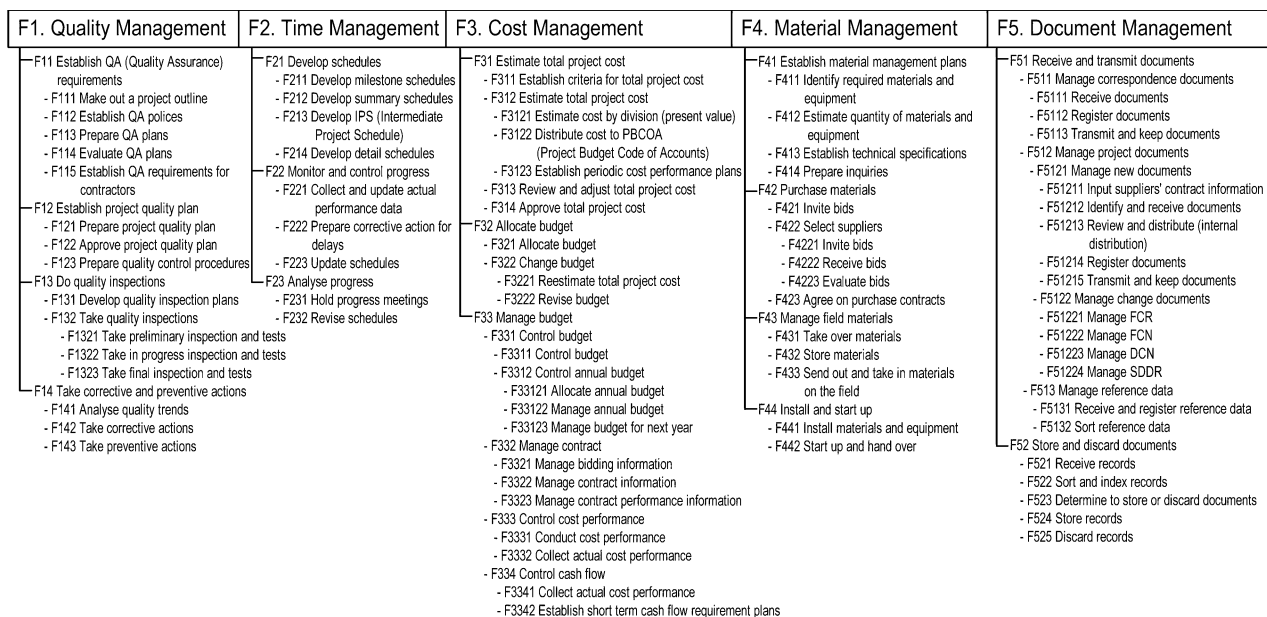 F1. Quality Management
F11 Establish QA (Quality Assurance)
requirements
- F111 Make out a project outline
- F112 Establish QA polices
- F113 Prepare QA plans
- F114 Evaluate QA plans
- F115 Establish QA requirements for
contractors
F12 Establish project quality plan
- F121 Prepare project quality plan
- F122 Approve project quality plan
- F123 Prepare quality control procedures
F13 Do quality inspections
- F131 Develop quality inspection plans
- F132 Take quality inspections
- F1321 Take preliminary inspection and tests
- F1322 Take in progress inspection and tests
- F1323 Take final inspection and tests
F14 Take corrective and preventive actions
- F141 Analyse quality trends
- F142 Take corrective actions
- F143 Take preventive actions
F2. Time Management
F21 Develop schedules
- F211 Develop milestone schedules
- F212 Develop summary schedules
- F213 Develop IPS (Intermediate
Project Schedule)
- F214 Develop detail schedules
F22 Monitor and control progress
- F221 Collect and update actual
performance data
- F222 Prepare corrective action for
delays
- F223 Update schedules
F23 Analyse progress
- F231 Hold progress meetings
- F232 Revise schedules
F3. Cost Management
F31 Estimate total project cost
- F311 Establish criteria for total project cost
- F312 Estimate total project cost
- F3121 Estimate cost by division (present value)
- F3122 Distribute cost to PBCOA
(Project Budget Code of Accounts)
- F3123 Establish periodic cost performance plans
- F313 Review and adjust total project cost
- F314 Approve total project cost
F32 Allocate budget
- F321 Allocate budget
- F322 Change budget
- F3221 Reestimate total project cost
- F3222 Revise budget
F33 Manage budget
- F331 Control budget
- F3311 Control budget
- F3312 Control annual budget
- F33121 Allocate annual budget
- F33122 Manage annual budget
- F33123 Manage budget for next year
- F332 Manage contract
- F3321 Manage bidding information
- F3322 Manage contract information
- F3323 Manage contract performance information
- F333 Control cost performance
- F3331 Conduct cost performance
- F3332 Collect actual cost performance
- F334 Control cash flow
- F3341 Collect actual cost performance
- F3342 Establish short term cash flow requirement plans
F4. Material Management
F41 Establish material management plans
- F411 Identify required materials and
equipment
- F412 Estimate quantity of materials and
equipment
- F413 Establish technical specifications
- F414 Prepare inquiries
F42 Purchase materials
- F421 Invite bids
- F422 Select suppliers
- F4221 Invite bids
- F4222 Receive bids
- F4223 Evaluate bids
- F423 Agree on purchase contracts
F43 Manage field materials
- F431 Take over materials
- F432 Store materials
- F433 Send out and take in materials
on the field
F44 Install and start up
- F441 Install materials and equipment
- F442 Start up and hand over
F5. Document Management
F51 Receive and transmit documents
- F511 Manage correspondence documents
- F5111 Receive documents
- F5112 Register documents
- F5113 Transmit and keep documents
- F512 Manage project documents
- F5121 Manage new documents
- F51211 Input suppliers' contract information
- F51212 Identify and receive documents
- F51213 Review and distribute (internal
distribution)
- F51214 Register documents
- F51215 Transmit and keep documents
- F5122 Manage change documents
- F51221 Manage FCR
- F51222 Manage FCN
- F51223 Manage DCN
- F51224 Manage SDDR
- F513 Manage reference data
- F5131 Receive and register reference data
- F5132 Sort reference data
F52 Store and discard documents
- F521 Receive records
- F522 Sort and index records
- F523 Determine to store or discard documents
- F524 Store records
- F525 Discard records